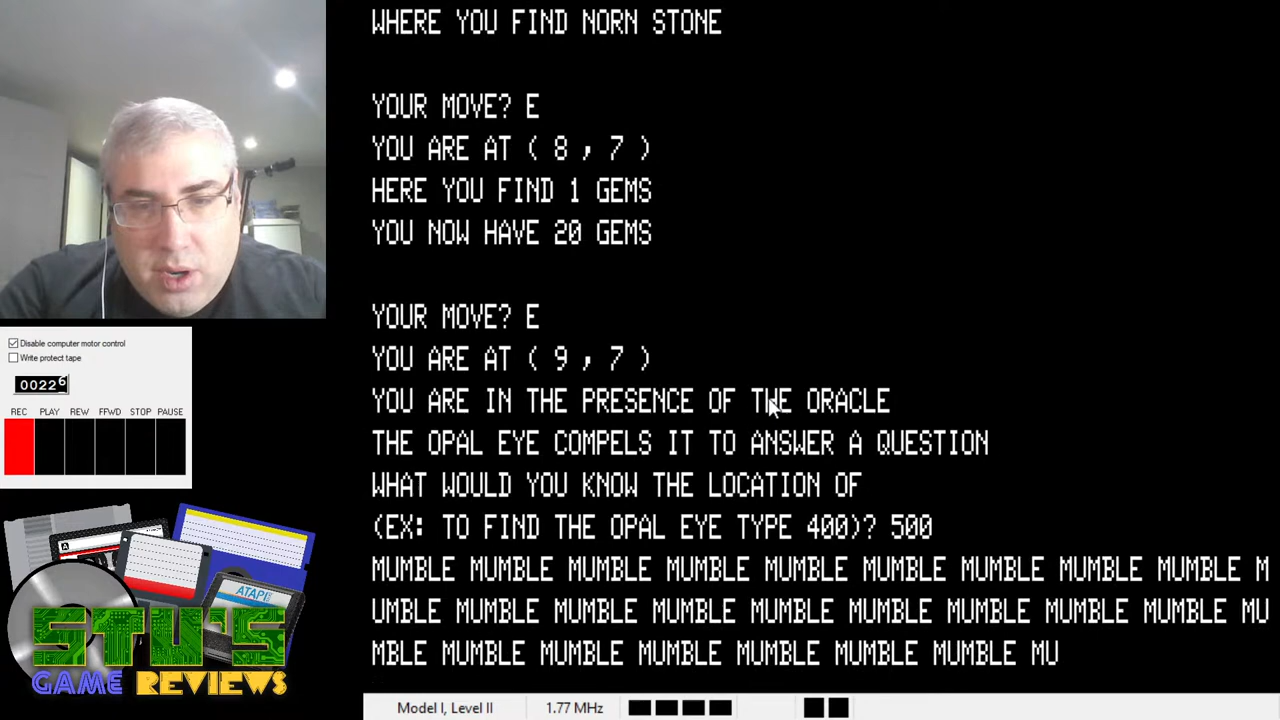 WHERE YOU FIND NORN STONE
YOUR MOVE? E
YOU ARE AT ( 8 , 7 )
HERE YOU FIND 1 GEMS
YOU NOW HAVE 20 GEMS
YOUR MOVE? E
YOU ARE AT ( 9 , 7 )
YOU ARE IN THE PRESENCE OF THE ORACLE
THE OPAL EYE COMPELS IT TO ANSWER A QUESTION
WHAT WOULD YOU KNOW THE LOCATION OF
(EX: TO FIND THE OPAL EYE TYPE 400)? 500
MUMBLE MUMBLE MUMBLE MUMBLE MUMBLE MUMBLE MUMBLE MUMBLE MUMBLE M
UMBLE MUMBLE MUMBLE MUMBLE MUMBLE MUMBLE MUMBLE MUMBLE MUMBLE MU
MBLE MUMBLE MUMBLE MUMBLE MUMBLE MUMBLE MUMBLE MU
Disable computer motor control
Write protect tape
00226
REC PLAY REW FFWD STOP PAUSE
A
ATAPI
STU'S
GAME REVIEWS
Model I, Level II 1.77 MHz